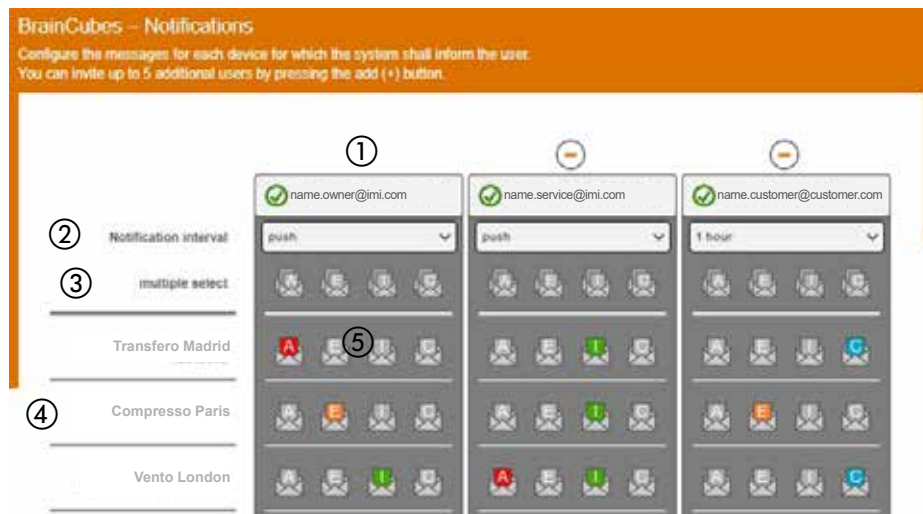 BrainCubes – Notifications
Configure the messages for each device for which the system shall inform the user.
You can invite up to 5 additional users by pressing the add (+) button.
①
name.owner@imi.com name.service@imi.com name.customer@customer.com
② Notification interval push push 1 hour
③ multiple select A E I C A E I C A E I C
Transfero Madrid A E ⑤ I C A E I C A E I C
④ Compresso Paris A E I C A E I C A E I C
Vento London A E I C A E I C A E I C